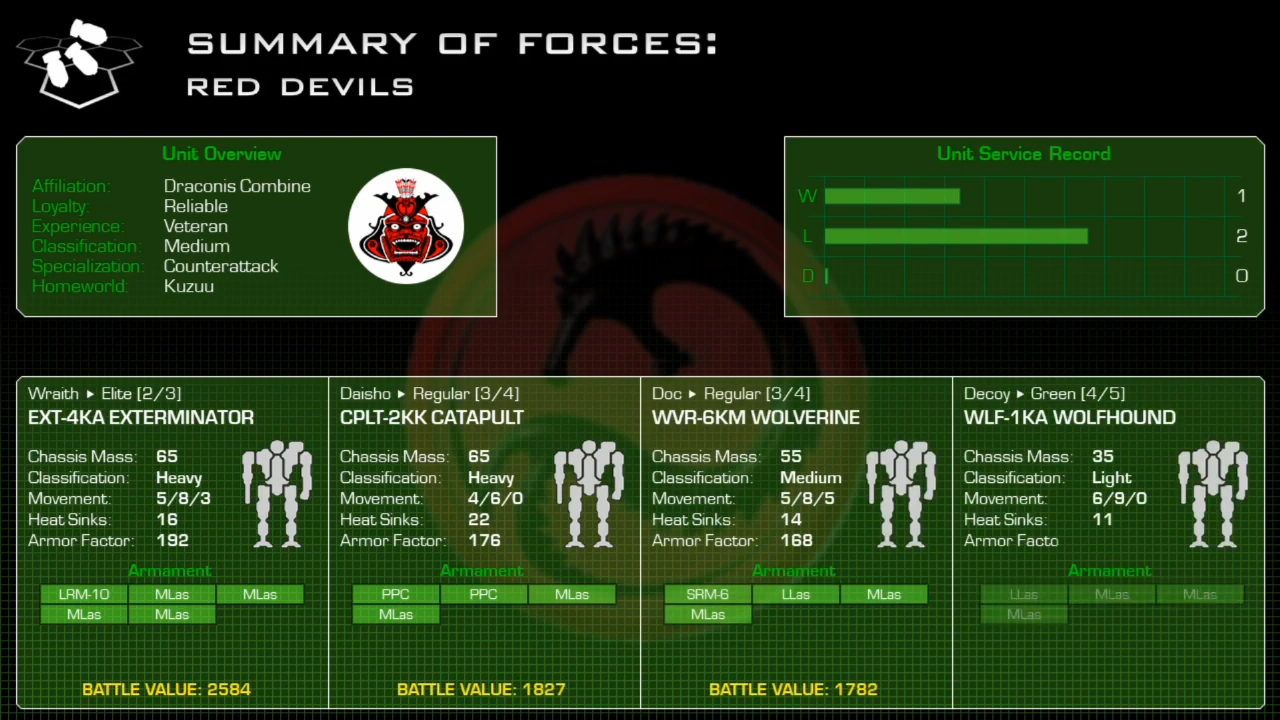 SUMMARY OF FORCES:
RED DEVILS
Unit Overview
Affiliation: Draconis Combine
Loyalty: Reliable
Experience: Veteran
Classification: Medium
Specialization: Counterattack
Homeworld: Kuzuu
Unit Service Record
W 1
L 2
D 0
Wraith ▸ Elite [2/3]
EXT-4KA EXTERMINATOR
Chassis Mass: 65
Classification: Heavy
Movement: 5/8/3
Heat Sinks: 16
Armor Factor: 192
Armament
LRM-10 MLas MLas
MLas MLas
BATTLE VALUE: 2584
Daisho ▸ Regular [3/4]
CPLT-2KK CATAPULT
Chassis Mass: 65
Classification: Heavy
Movement: 4/6/0
Heat Sinks: 22
Armor Factor: 176
Armament
PPC PPC MLas
MLas
BATTLE VALUE: 1827
Doc ▸ Regular [3/4]
WVR-6KM WOLVERINE
Chassis Mass: 55
Classification: Medium
Movement: 5/8/5
Heat Sinks: 14
Armor Factor: 168
Armament
SRM-6 LLas MLas
MLas
BATTLE VALUE: 1782
Decoy ▸ Green [4/5]
WLF-1KA WOLFHOUND
Chassis Mass: 35
Classification: Light
Movement: 6/9/0
Heat Sinks: 11
Armor Facto
Armament
LLas MLas MLas
MLas